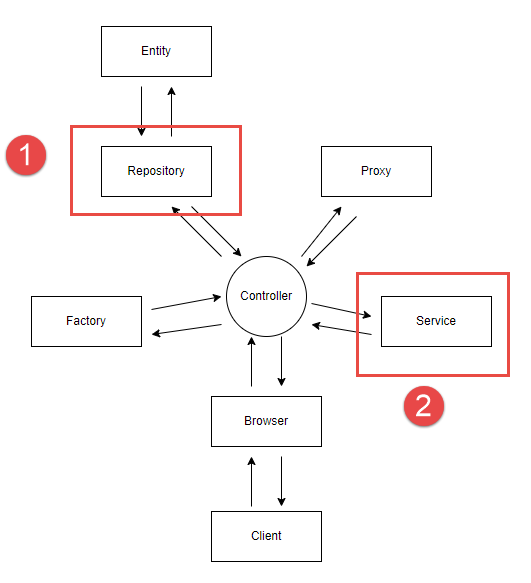 Entity
1
Repository
Proxy
Controller
Factory
Service
2
Browser
Client